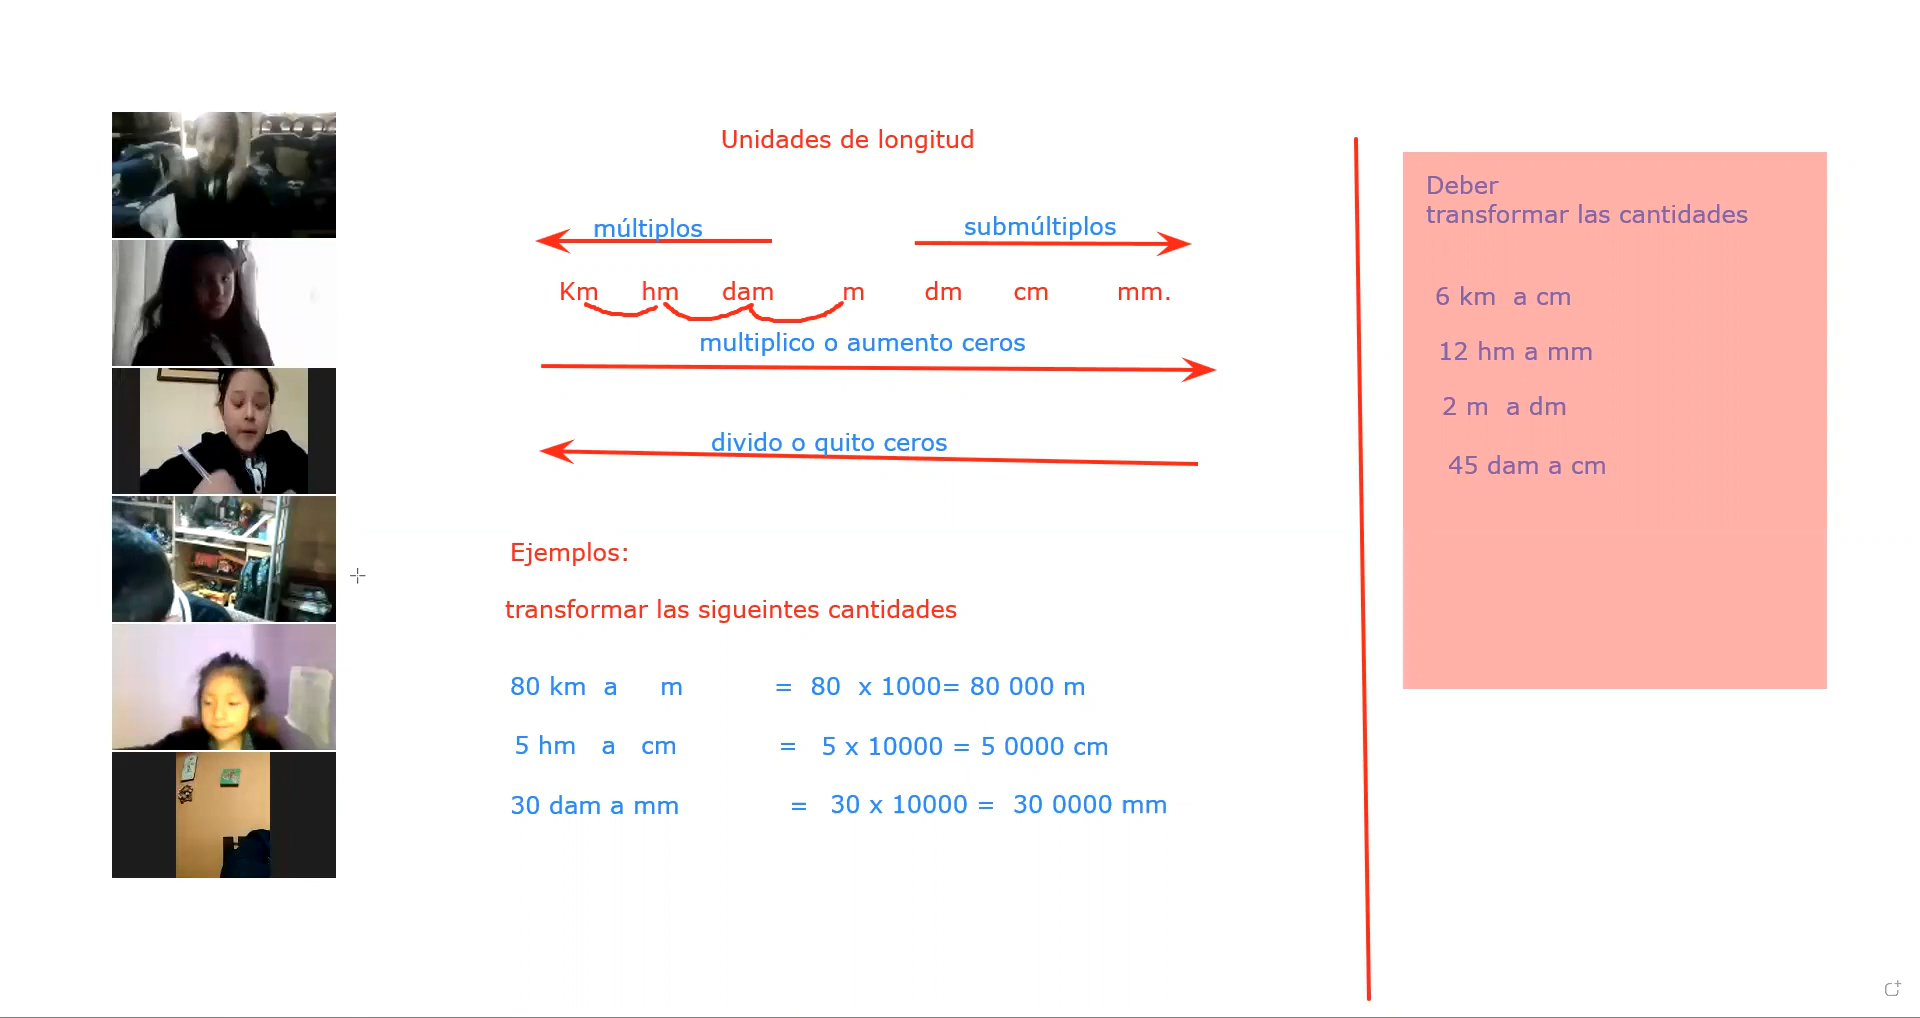 Unidades de longitud
múltiplos submúltiplos
Km hm dam m dm cm mm.
multiplico o aumento ceros
divido o quito ceros
Ejemplos:
transformar las sigueintes cantidades
80 km a m = 80 x 1000= 80 000 m
5 hm a cm = 5 x 10000 = 5 0000 cm
30 dam a mm = 30 x 10000 = 30 0000 mm
Deber
transformar las cantidades
6 km a cm
12 hm a mm
2 m a dm
45 dam a cm